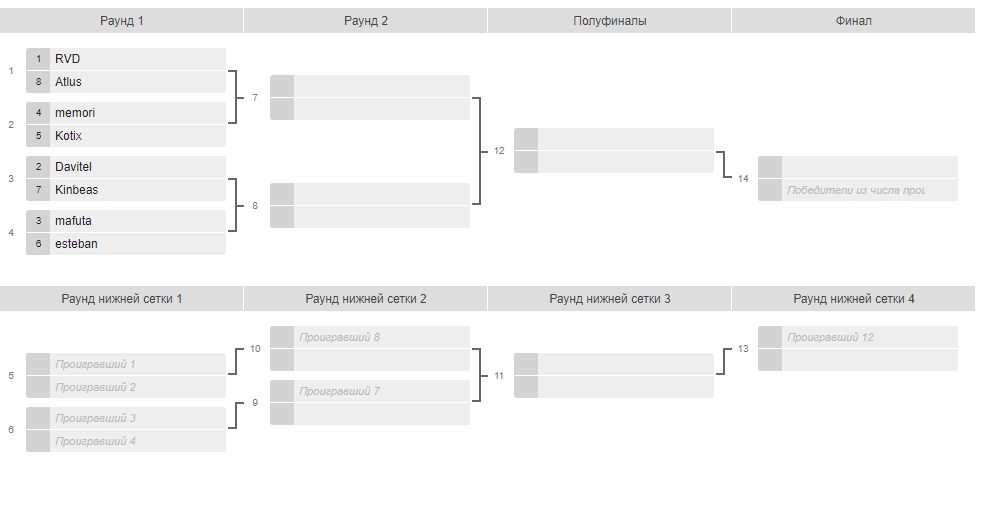 Раунд 1 Раунд 2 Полуфиналы Финал
1 1 RVD
8 Atlus
2 4 memori
5 Kotix
3 2 Davitel
7 Kinbeas
4 3 mafuta
6 esteban
7
8
12
14
Победители из числа
Раунд нижней сетки 1 Раунд нижней сетки 2 Раунд нижней сетки 3 Раунд нижней сетки 4
5 Проигравший 1
Проигравший 2
6 Проигравший 3
Проигравший 4
10 Проигравший 8
9 Проигравший 7
11
13 Проигравший 12